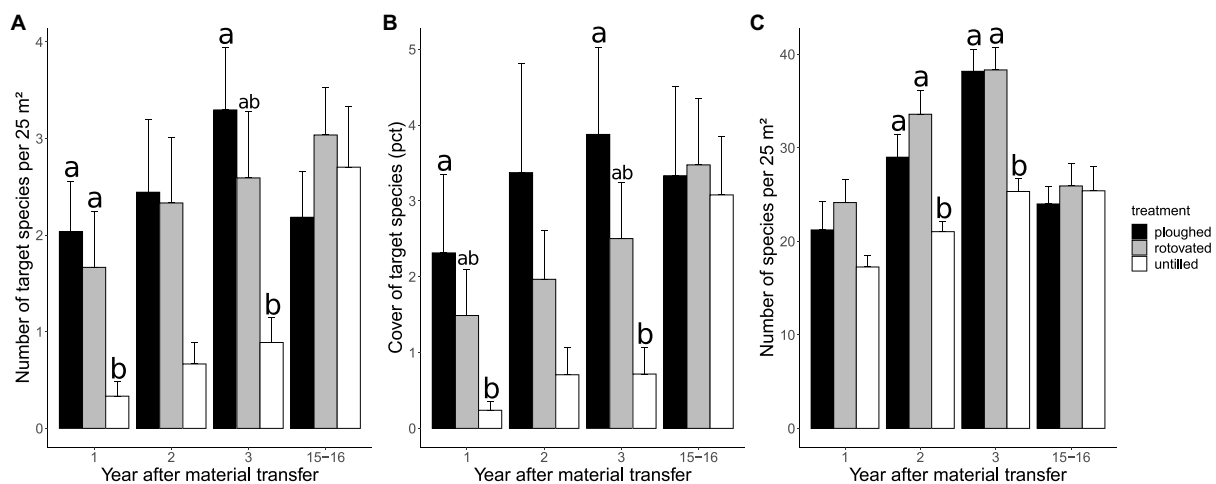 A
Number of target species per 25 m²
4
3
2
1
0
a
a
b
a
ab
b
1
2
3
15−16
Year after material transfer
B
Cover of target species (pct)
5
4
3
2
1
0
a
ab
b
a
ab
b
1
2
3
15−16
Year after material transfer
C
Number of species per 25 m²
40
30
20
10
0
a
a
b
a
a
b
1
2
3
15−16
Year after material transfer
treatment
ploughed
rotovated
untilled